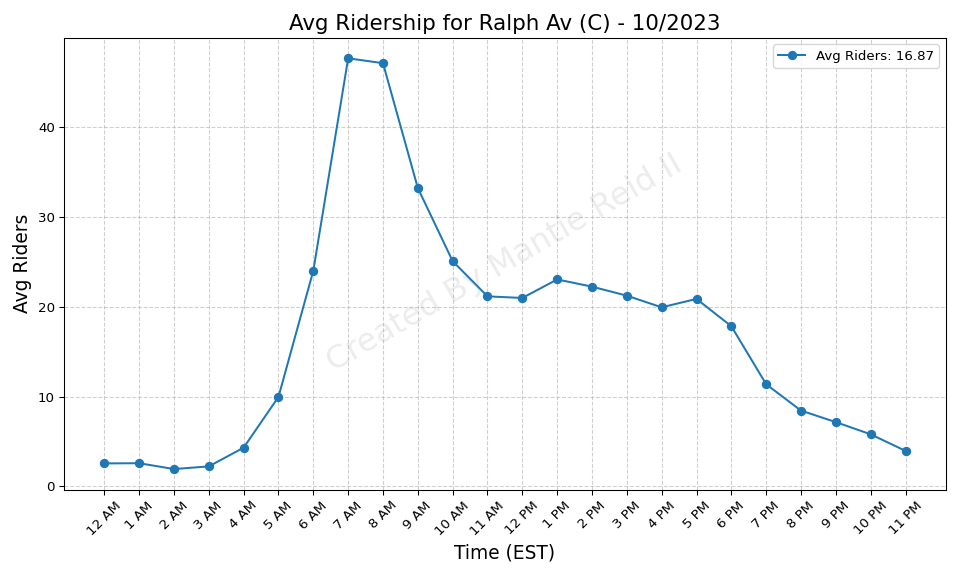 Avg Ridership for Ralph Av (C) - 10/2023
Avg Riders: 16.87
Avg Riders
40
30
20
10
0
Created By Mantie Reid II
12 AM
1 AM
2 AM
3 AM
4 AM
5 AM
6 AM
7 AM
8 AM
9 AM
10 AM
11 AM
12 PM
1 PM
2 PM
3 PM
4 PM
5 PM
6 PM
7 PM
8 PM
9 PM
10 PM
11 PM
Time (EST)